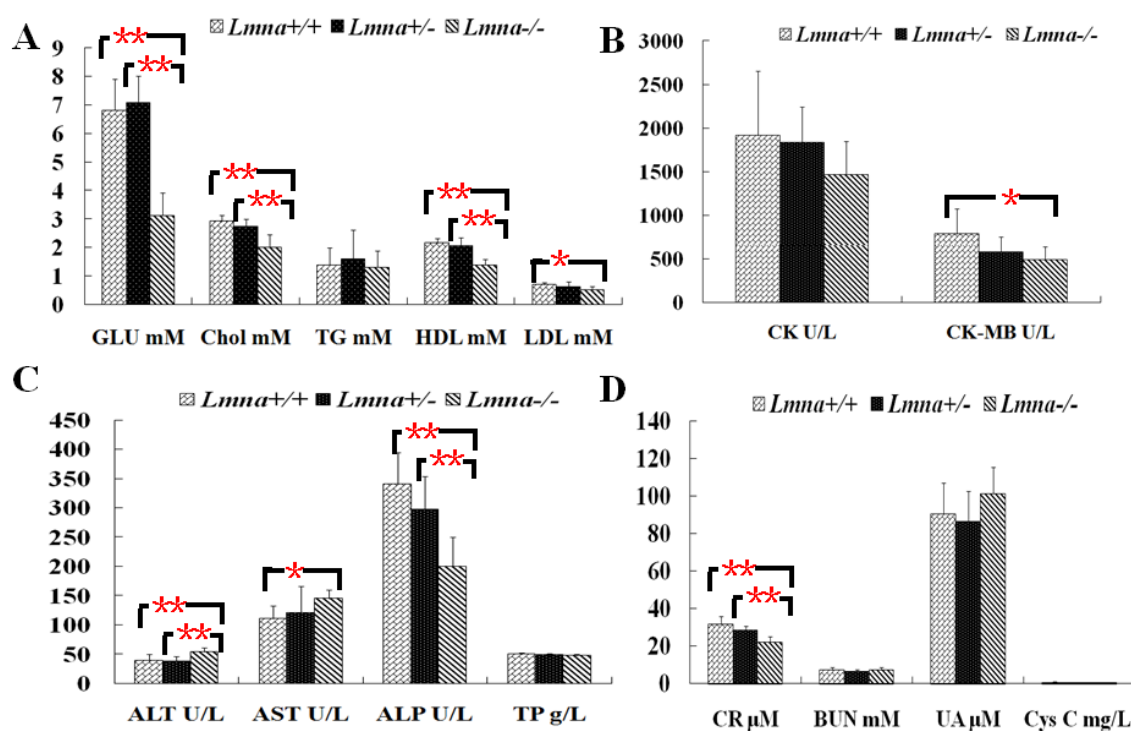 A
Lmna+/+ Lmna+/- Lmna-/-
9
8
7
6
5
4
3
2
1
0
** ** ** ** ** ** *
GLU mM Chol mM TG mM HDL mM LDL mM
B
Lmna+/+ Lmna+/- Lmna-/-
3000
2500
2000
1500
1000
500
0
*
CK U/L CK-MB U/L
C
Lmna+/+ Lmna+/- Lmna-/-
450
400
350
300
250
200
150
100
50
0
** ** * ** **
ALT U/L AST U/L ALP U/L TP g/L
D
Lmna+/+ Lmna+/- Lmna-/-
140
120
100
80
60
40
20
0
** **
CR µM BUN mM UA µM Cys C mg/L